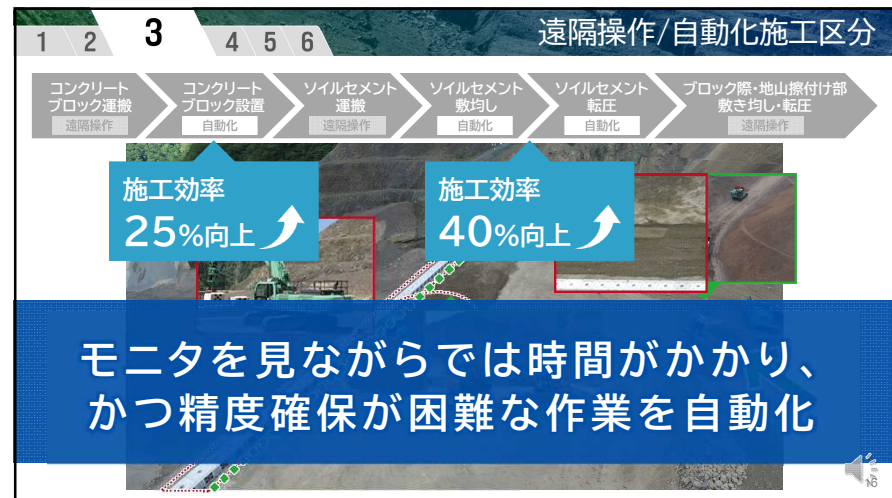 1 2 3 4 5 6
遠隔操作/自動化施工区分
コンクリート
ブロック運搬
遠隔操作
コンクリート
ブロック設置
自動化
ソイルセメント
運搬
遠隔操作
ソイルセメント
敷均し
自動化
ソイルセメント
転圧
自動化
ブロック際・地山擦付け部
敷き均し・転圧
遠隔操作
施工効率
25%向上
施工効率
40%向上
モニタを見ながらでは時間がかかり、
かつ精度確保が困難な作業を自動化
16